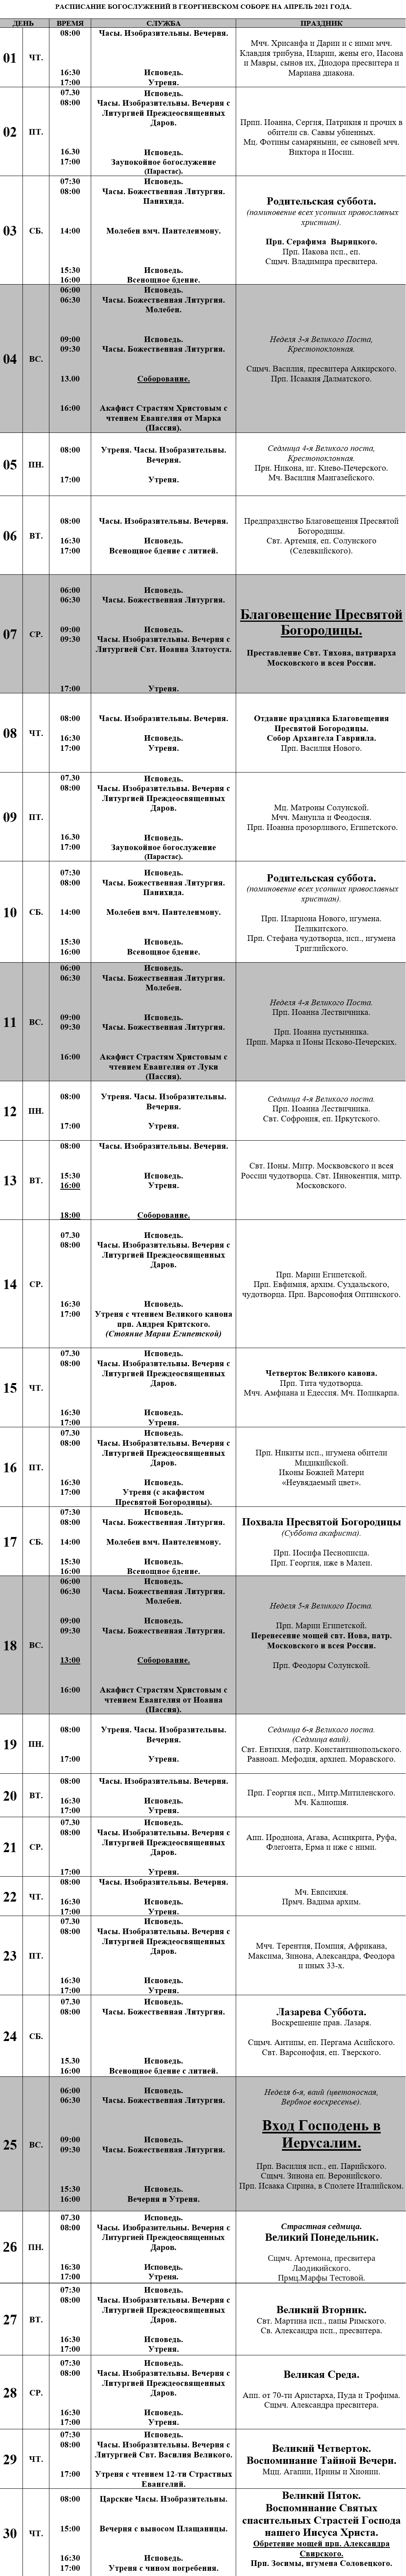 РАСПИСАНИЕ БОГОСЛУЖЕНИЙ В ГЕОРГИЕВСКОМ СОБОРЕ НА АПРЕЛЬ 2021 ГОДА.
ДЕНЬ ВРЕМЯ СЛУЖБА ПРАЗДНИК
01 ЧТ.
08:00 Часы. Изобразительны. Вечерня.
16:30 Исповедь.
17:00 Утреня.
Мчч. Хрисанфа и Дарии и с ними мчч.
Клавдия трибуна, Иларии, жены его, Иасона
и Мавры, сынов их, Диодора пресвитера и
Мариана диакона.
02 ПТ.
07.30 Исповедь.
08:00 Часы. Изобразительны. Вечерня с
Литургией Преждеосвященных
Даров.
16.30 Исповедь.
17:00 Заупокойное богослужение
(Парастас).
Прпп. Иоанна, Сергия, Патрикия и прочих в
обители св. Саввы убиенных.
Мц. Фотины самаряныни, ее сыновей мчч.
Виктора и Иосии.
03 СБ.
07:30 Исповедь.
08:00 Часы. Божественная Литургия.
Панихида.
14:00 Молебен вмч. Пантелеимону.
15:30 Исповедь.
16:00 Всенощное бдение.
Родительская суббота.
(поминовение всех усопших православных
христиан).
Прп. Серафима Вырицкого.
Прп. Иакова исп., еп.
Сщмч. Владимира пресвитера.
04 ВС.
06:00 Исповедь.
06:30 Часы. Божественная Литургия.
Молебен.
09:00 Исповедь.
09:30 Часы. Божественная Литургия.
13.00 Соборование.
16:00 Акафист Страстям Христовым с
чтением Евангелия от Марка
(Пассия).
Неделя 3-я Великого Поста,
Крестопоклонная.
Сщмч. Василия, пресвитера Анкирского.
Прп. Исаакия Далматского.
05 ПН.
08:00 Утреня. Часы. Изобразительны.
Вечерня.
17:00 Утреня.
Седмица 4-я Великого поста,
Крестопоклонная.
Прп. Никона, иг. Киево-Печерского.
Мч. Василия Мангазейского.
06 ВТ.
08:00 Часы. Изобразительны. Вечерня.
16:30 Исповедь.
17:00 Всенощное бдение с литией.
Предпразднство Благовещения Пресвятой
Богородицы.
Свт. Артемия, еп. Солунского
(Селевкийского).
07 СР.
06:00 Исповедь.
06:30 Часы. Божественная Литургия.
09:00 Исповедь.
09:30 Часы. Изобразительны. Вечерня с
Литургией Свт. Иоанна Златоуста.
17:00 Утреня.
Благовещение Пресвятой
Богородицы.
Преставление Свт. Тихона, патриарха
Московского и всея России.
08 ЧТ.
08:00 Часы. Изобразительны. Вечерня.
16:30 Исповедь.
17:00 Утреня.
Отдание праздника Благовещения
Пресвятой Богородицы.
Собор Архангела Гавриила.
Прп. Василия Нового.
09 ПТ.
07.30 Исповедь.
08:00 Часы. Изобразительны. Вечерня с
Литургией Преждеосвященных
Даров.
16.30 Исповедь.
17:00 Заупокойное богослужение
(Парастас).
Мц. Матроны Солунской.
Мчч. Мануила и Феодосия.
Прп. Иоанна прозорливого, Египетского.
10 СБ.
07:30 Исповедь.
08:00 Часы. Божественная Литургия.
Панихида.
14:00 Молебен вмч. Пантелеимону.
15:30 Исповедь.
16:00 Всенощное бдение.
Родительская суббота.
(поминовение всех усопших православных
христиан).
Прп. Илариона Нового, игумена.
Пеликитского.
Прп. Стефана чудотворца, исп., игумена
Триглийского.
11 ВС.
06:00 Исповедь.
06:30 Часы. Божественная Литургия.
Молебен.
09:00 Исповедь.
09:30 Часы. Божественная Литургия.
16:00 Акафист Страстям Христовым с
чтением Евангелия от Луки
(Пассия).
Неделя 4-я Великого Поста.
Прп. Иоанна Лествичника.
Прп. Иоанна пустынника.
Прпп. Марка и Ионы Псково-Печерских.
12 ПН.
08:00 Утреня. Часы. Изобразительны.
Вечерня.
17:00 Утреня.
Седмица 4-я Великого поста.
Прп. Иоанна Лествичника.
Свт. Софрония, еп. Иркутского.
13 ВТ.
08:00 Часы. Изобразительны. Вечерня.
15:30 Исповедь.
16:00 Утреня.
18:00 Соборование.
Свт. Ионы. Митр. Москвовского и всея
России чудотворца. Свт. Иннокентия, митр.
Московского.
14 СР.
07.30 Исповедь.
08:00 Часы. Изобразительны. Вечерня с
Литургией Преждеосвященных
Даров.
16:30 Исповедь.
17:00 Утреня с чтением Великого канона
прп. Андрея Критского.
(Стояние Марии Египетской)
Прп. Марии Египетской.
Прп. Евфимия, архим. Суздальского,
чудотворца. Прп. Варсонофия Оптинского.
15 ЧТ.
07.30 Исповедь.
08:00 Часы. Изобразительны. Вечерня с
Литургией Преждеосвященных
Даров.
16:30 Исповедь.
17:00 Утреня.
Четверток Великого канона.
Прп. Тита чудотворца.
Мчч. Амфиана и Едессия. Мч. Поликарпа.
16 ПТ.
07.30 Исповедь.
08:00 Часы. Изобразительны. Вечерня с
Литургией Преждеосвященных
Даров.
16:30 Исповедь.
17:00 Утреня (с акафистом
Пресвятой Богородицы).
Прп. Никиты исп., игумена обители
Мидикийской.
Иконы Божией Матери
«Неувядаемый цвет».
17 СБ.
07:30 Исповедь.
08:00 Часы. Божественная Литургия.
14:00 Молебен вмч. Пантелеимону.
15:30 Исповедь.
16:00 Всенощное бдение.
Похвала Пресвятой Богородицы
(Суббота акафиста).
Прп. Иосифа Песнописца.
Прп. Георгия, иже в Малеи.
18 ВС.
06:00 Исповедь.
06:30 Часы. Божественная Литургия.
Молебен.
09:00 Исповедь.
09:30 Часы. Божественная Литургия.
13:00 Соборование.
16:00 Акафист Страстям Христовым с
чтением Евангелия от Иоанна
(Пассия).
Неделя 5-я Великого Поста.
Прп. Марии Египетской.
Перенесение мощей свт. Иова, патр.
Московского и всея России.
Прп. Феодоры Солунской.
19 ПН.
08:00 Утреня. Часы. Изобразительны.
Вечерня.
17:00 Утреня.
Седмица 6-я Великого поста.
(Седмица ваий).
Свт. Евтихия, патр. Константинопольского.
Равноап. Мефодия, архиеп. Моравского.
20 ВТ.
08:00 Часы. Изобразительны. Вечерня.
16:30 Исповедь.
17:00 Утреня.
Прп. Георгия исп., Митр.Митиленского.
Мч. Каллиопия.
21 СР.
07.30 Исповедь.
08:00 Часы. Изобразительны. Вечерня с
Литургией Преждеосвященных
Даров.
17:00 Утреня.
Апп. Иродиона, Агава, Асинкрита, Руфа,
Флегонта, Ерма и иже с ними.
22 ЧТ.
08:00 Часы. Изобразительны. Вечерня.
16:30 Исповедь.
17:00 Утреня.
Мч. Евпсихия.
Прмч. Вадима архим.
23 ПТ.
07.30 Исповедь.
08:00 Часы. Изобразительны. Вечерня с
Литургией Преждеосвященных
Даров.
16:30 Исповедь.
17:00 Утреня.
Мчч. Терентия, Помпия, Африкана,
Максима, Зинона, Александра, Феодора
и иных 33-х.
24 СБ.
07.30 Исповедь.
08:00 Часы. Божественная Литургия.
15.30 Исповедь.
16:00 Всенощное бдение с литией.
Лазарева Суббота.
Воскрешение прав. Лазаря.
Сщмч. Антипы, еп. Пергама Асийского.
Свт. Варсонофия, еп. Тверского.
25 ВС.
06:00 Исповедь.
06:30 Часы. Божественная Литургия.
09:00 Исповедь.
09:30 Часы. Божественная Литургия.
15:30 Исповедь.
16:00 Вечерня и Утреня.
Неделя 6-я, ваий (цветоносная,
Вербное воскресенье).
Вход Господень в
Иерусалим.
Прп. Василия исп., еп. Парийского.
Сщмч. Зинона еп. Веронийского.
Прп. Исаака Сирина, в Сполете Италийском.
26 ПН.
07.30 Исповедь.
08:00 Часы. Изобразительны. Вечерня с
Литургией Преждеосвященных
Даров.
16:30 Исповедь.
17:00 Утреня.
Страстная седмица.
Великий Понедельник.
Сщмч. Артемона, пресвитера
Лаодикийского.
Прмц.Марфы Тестовой.
27 ВТ.
07:30 Исповедь.
08:00 Часы. Изобразительны. Вечерня с
Литургией Преждеосвященных
Даров.
16:30 Исповедь.
17:00 Утреня.
Великий Вторник.
Свт. Мартина исп., папы Римского.
Св. Александра исп., пресвитера.
28 СР.
07:30 Исповедь.
08:00 Часы. Изобразительны. Вечерня с
Литургией Преждеосвященных
Даров.
16:30 Исповедь.
17:00 Утреня.
Великая Среда.
Апп. от 70-ти Аристарха, Пуда и Трофима.
Сщмч. Александра пресвитера.
29 ЧТ.
07:30 Исповедь.
08:00 Часы. Изобразительны. Вечерня с
Литургией Свт. Василия Великого.
17:00 Утреня с чтением 12-ти Страстных
Евангелий.
Великий Четверток.
Воспоминание Тайной Вечери.
Мцц. Агапии, Ирины и Хионии.
30 ЧТ.
08:00 Царские Часы. Изобразительны.
15:00 Вечерня с выносом Плащаницы.
16:30 Исповедь.
17:00 Утреня с чином погребения.
Великий Пяток.
Воспоминание Святых
спасительных Страстей Господа
нашего Иисуса Христа.
Обретение мощей прп. Александра
Свирского.
Прп. Зосимы, игумена Соловецкого.